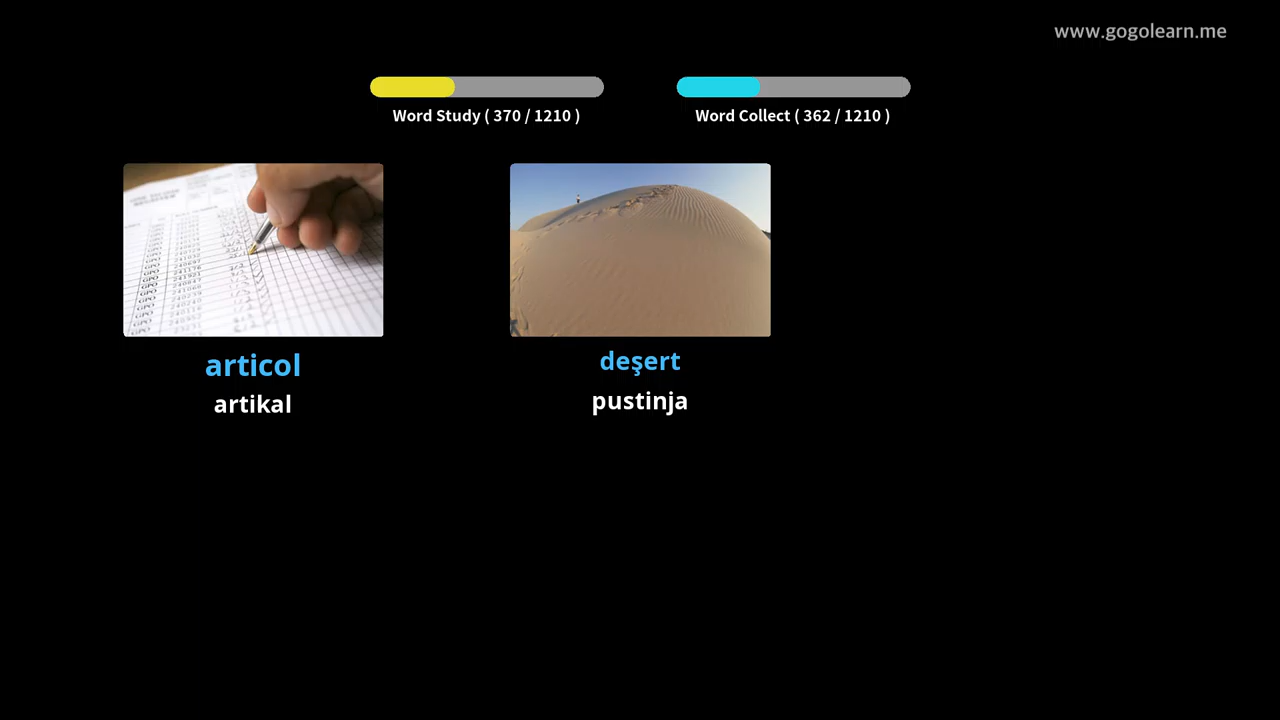 www.gogolearn.me
Word Study ( 370 / 1210 )
Word Collect ( 362 / 1210 )
articol
artikal
deşert
pustinja